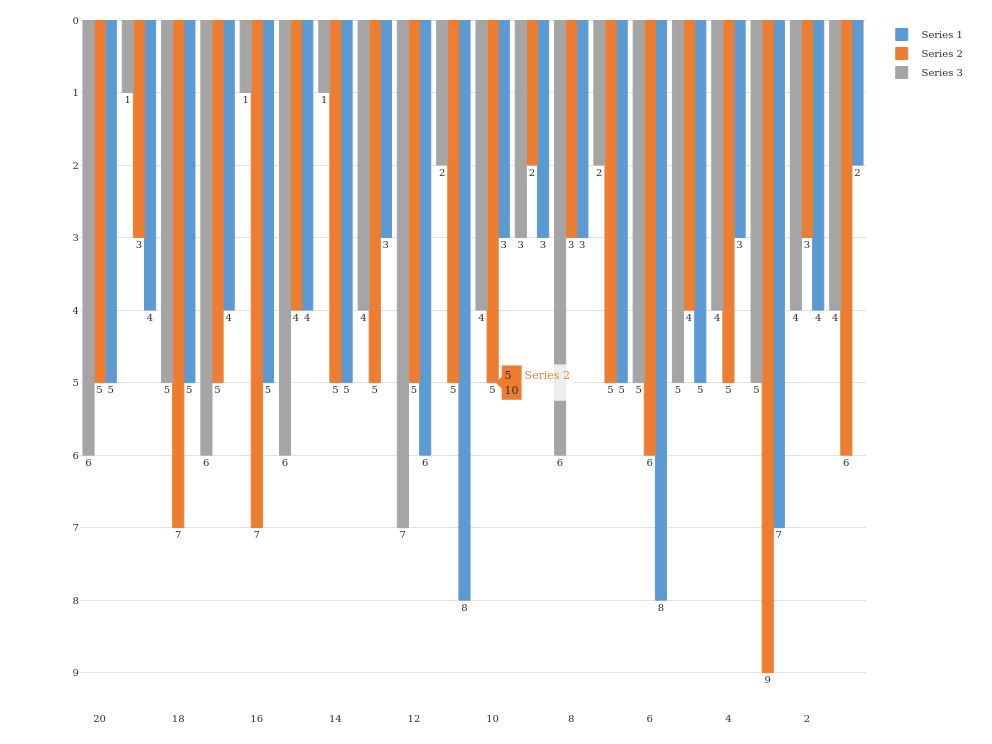 0
Series 1
Series 2
Series 3
1
1 1 1
2
2 2 2 2
3
3 3 3 3 2 3 3 3 3 3
4
4 4 4 4 4 4 4 4 4 4 4
5 Series 2
10
5
5 5 5 5 5 5 5 5 5 5 5 5 5 5 5 5 5
6
6 6 6 6 6 6 6
7
7 7 7 7
8
8 8
9
9
20 18 16 14 12 10 8 6 4 2